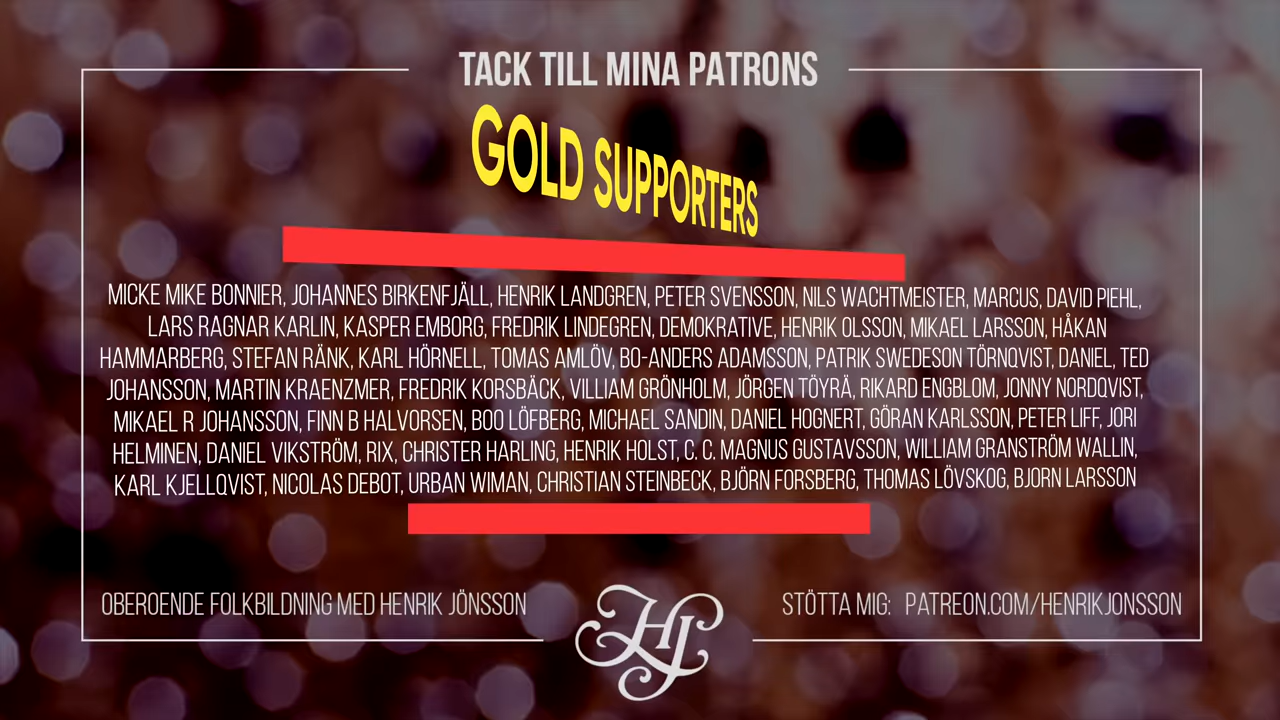 TACK TILL MINA PATRONS
GOLD SUPPORTERS
MICKE MIKE BONNIER, JOHANNES BIRKENFJÄLL, HENRIK LANDGREN, PETER SVENSSON, NILS WACHTMEISTER, MARCUS, DAVID PIEHL,
LARS RAGNAR KARLIN, KASPER EMBORG, FREDRIK LINDEGREN, DEMOKRATIVE, HENRIK OLSSON, MIKAEL LARSSON, HÅKAN
HAMMARBERG, STEFAN RÄNK, KARL HÖRNELL, TOMAS AMLÖV, BO-ANDERS ADAMSSON, PATRIK SWEDESON TÖRNQVIST, DANIEL, TED
JOHANSSON, MARTIN KRAENZMER, FREDRIK KORSBÄCK, VILLIAM GRÖNHOLM, JÖRGEN TÖYRÄ, RIKARD ENGBLOM, JONNY NORDQVIST,
MIKAEL R JOHANSSON, FINN B HALVORSEN, BOO LÖFBERG, MICHAEL SANDIN, DANIEL HOGNERT, GÖRAN KARLSSON, PETER LIFF, JORI
HELMINEN, DANIEL VIKSTRÖM, RIX, CHRISTER HARLING, HENRIK HOLST, C. C. MAGNUS GUSTAVSSON, WILLIAM GRANSTRÖM WALLIN,
KARL KJELLQVIST, NICOLAS DEBOT, URBAN WIMAN, CHRISTIAN STEINBECK, BJÖRN FORSBERG, THOMAS LÖVSKOG, BJORN LARSSON
OBEROENDE FOLKBILDNING MED HENRIK JÖNSSON
HJ
STÖTTA MIG: PATREON.COM/HENRIKJONSSON